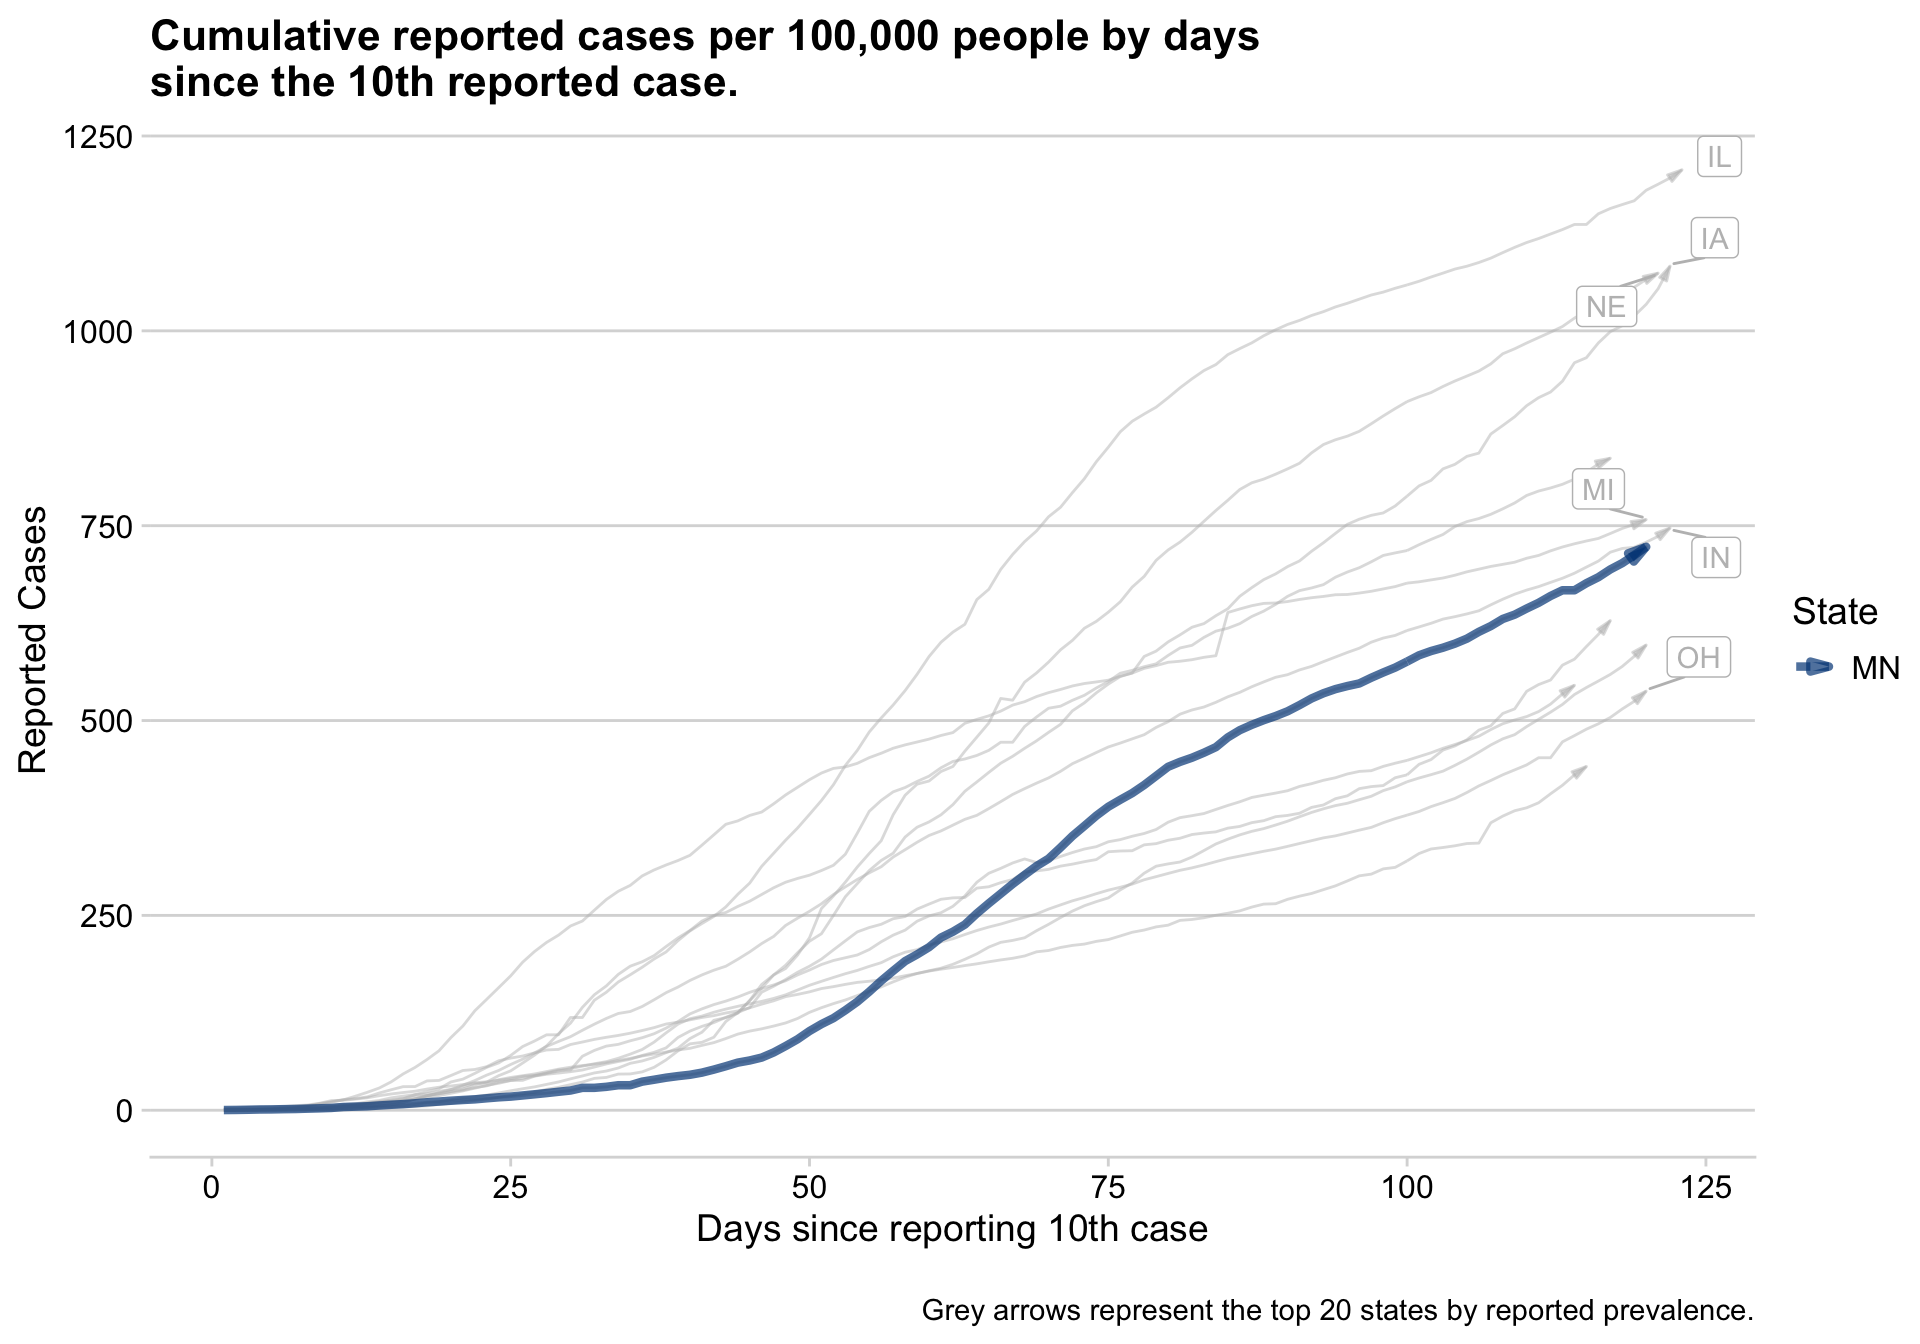 Cumulative reported cases per 100,000 people by days
since the 10th reported case.
1250
1000
750
500
250
0
Reported Cases
IL
IA
NE
MI
IN
OH
State
MN
0 25 50 75 100 125
Days since reporting 10th case
Grey arrows represent the top 20 states by reported prevalence.